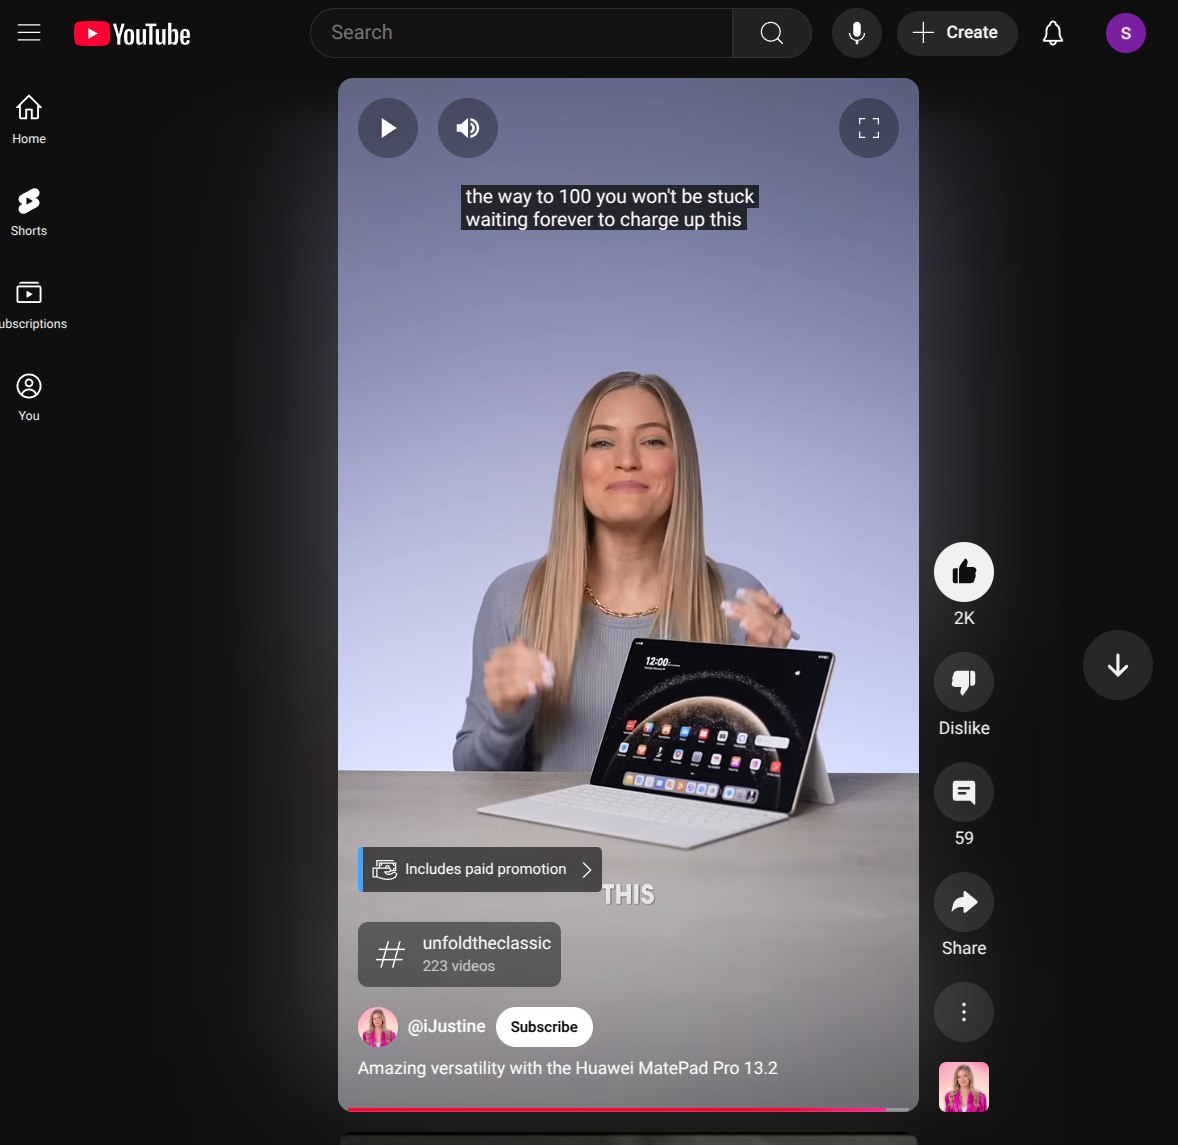 YouTube
Search
Create
S
Home
Shorts
ubscriptions
You
the way to 100 you won't be stuck
waiting forever to charge up this
12:00
2K
Dislike
59
Share
Includes paid promotion
THIS
# unfoldtheclassic
223 videos
@iJustine
Subscribe
Amazing versatility with the Huawei MatePad Pro 13.2